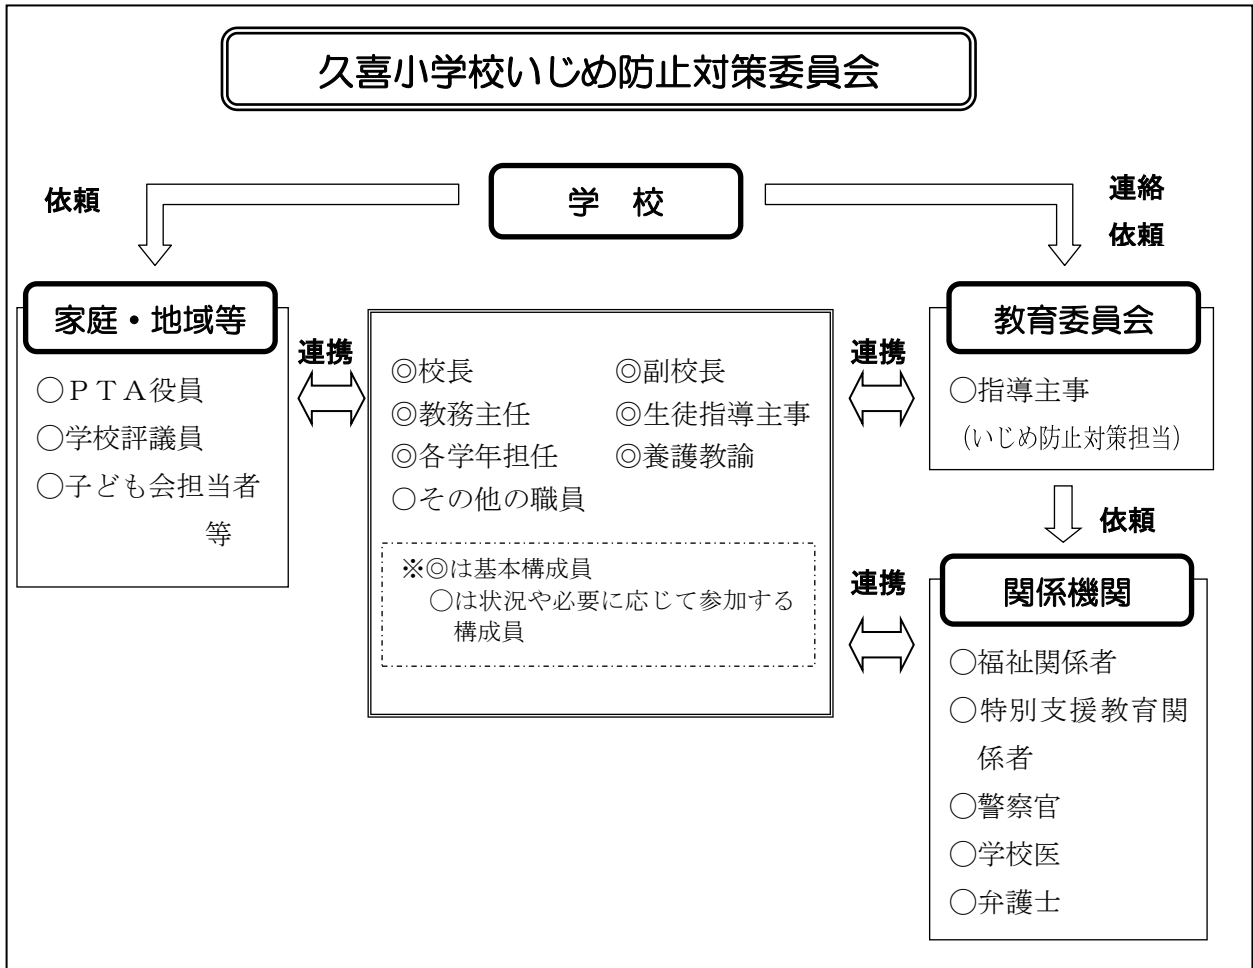 久喜小学校いじめ防止対策委員会
学　校
依頼
連絡
依頼
家庭・地域等
○ＰＴＡ役員
○学校評議員
○子ども会担当者
等
連携
◎校長　◎副校長
◎教務主任　◎生徒指導主事
◎各学年担任　◎養護教諭
○その他の職員
※◎は基本構成員
○は状況や必要に応じて参加する
構成員
連携
教育委員会
○指導主事
（いじめ防止対策担当）
依頼
連携
関係機関
○福祉関係者
○特別支援教育関
係者
○警察官
○学校医
○弁護士